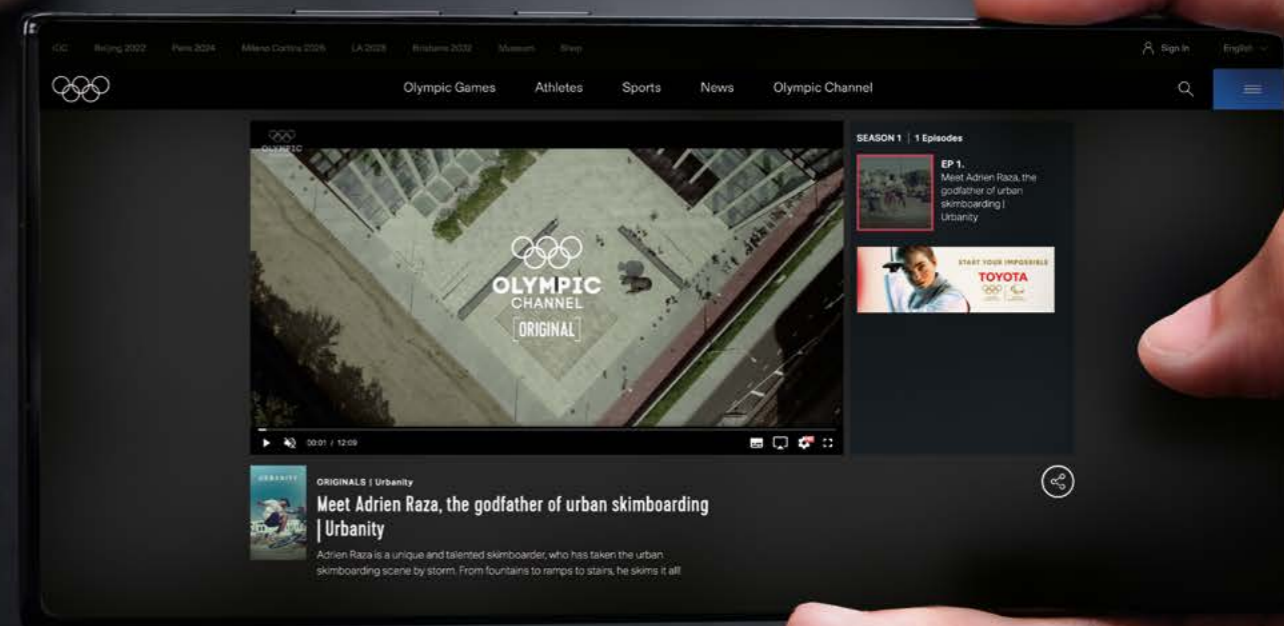 IOC Beijing 2022 Paris 2024 Milano Cortina 2026 LA 2028 Brisbane 2032 Museum Shop Sign In English
Olympic Games Athletes Sports News Olympic Channel
OLYMPIC
OLYMPIC
CHANNEL
ORIGINAL
00:01 / 12:09
SEASON 1 | 1 Episodes
EP 1.
Meet Adrien Raza, the
godfather of urban
skimboarding |
Urbanity
START YOUR IMPOSSIBLE
TOYOTA
URBANITY
ORIGINALS | Urbanity
Meet Adrien Raza, the godfather of urban skimboarding
| Urbanity
Adrien Raza is a unique and talented skimboarder, who has taken the urban
skimboarding scene by storm. From fountains to ramps to stairs, he skims it all!